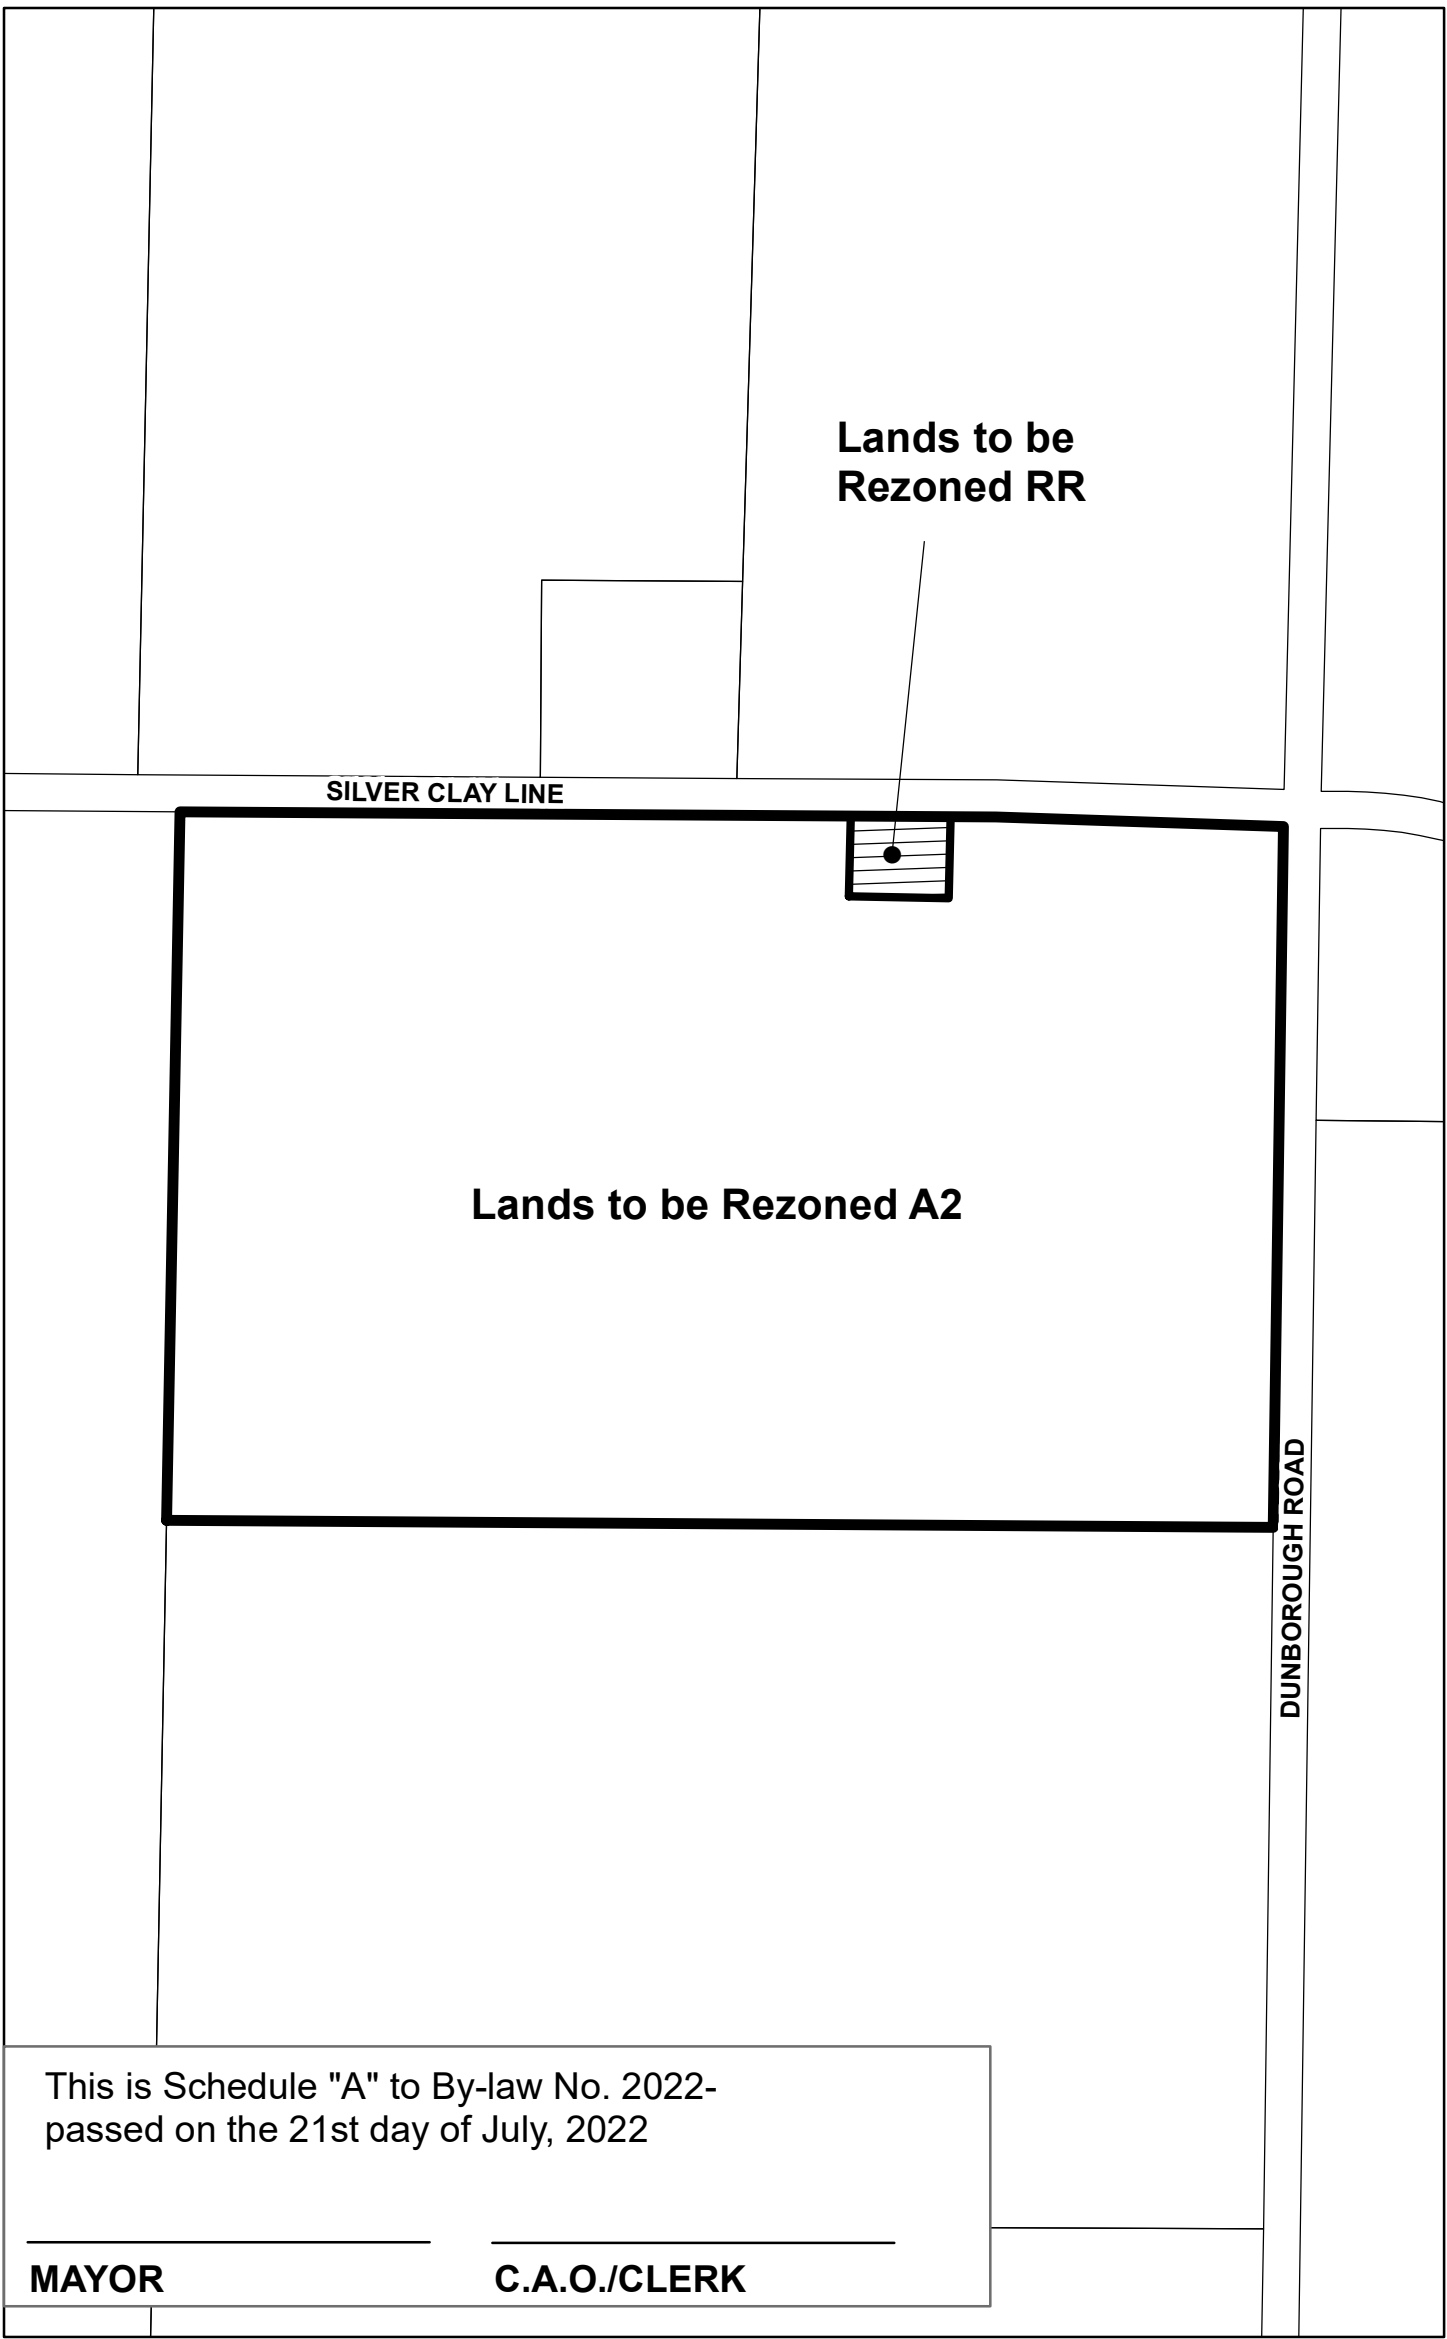 Lands to be
Rezoned RR
SILVER CLAY LINE
Lands to be Rezoned A2
DUNBOROUGH ROAD
This is Schedule "A" to By-law No. 2022-
passed on the 21st day of July, 2022
MAYOR
C.A.O./CLERK